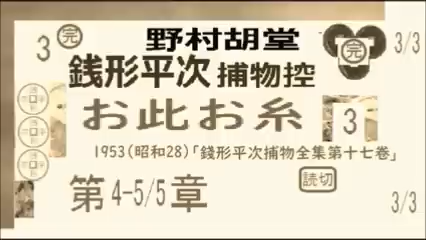 3 完 野村胡堂 完 3/3
銭形平次 捕物控
お此お糸 3
1953(昭和28)「銭形平次捕物全集第十七巻」
第4-5/5章 読切 3/3